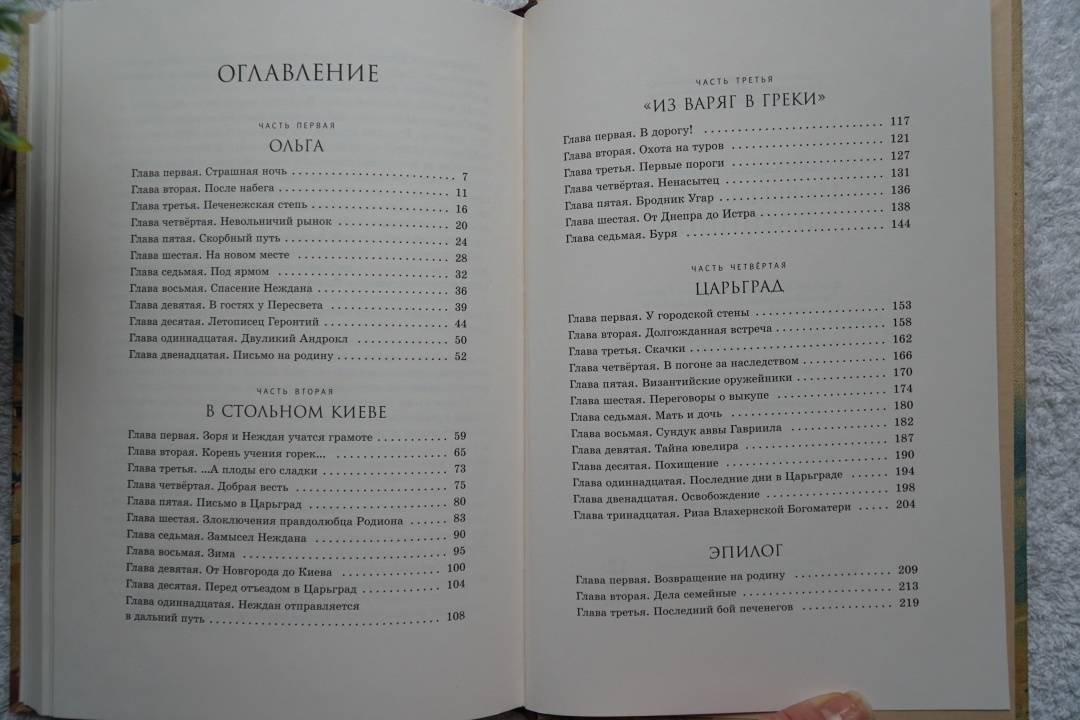 ОГЛАВЛЕНИЕ
ЧАСТЬ ПЕРВАЯ
ОЛЬГА
Глава первая. Страшная ночь 7
Глава вторая. После набега 11
Глава третья. Печенежская степь 16
Глава четвёртая. Невольничий рынок 20
Глава пятая. Скорбный путь 24
Глава шестая. На новом месте 28
Глава седьмая. Под ярмом 32
Глава восьмая. Спасение Неждана 36
Глава девятая. В гостях у Пересвета 39
Глава десятая. Летописец Геронтий 44
Глава одиннадцатая. Двуликий Андрокл 50
Глава двенадцатая. Письмо на родину 52
ЧАСТЬ ВТОРАЯ
В СТОЛЬНОМ КИЕВЕ
Глава первая. Зоря и Неждан учатся грамоте 59
Глава вторая. Корень учения горек... 65
Глава третья. ...А плоды его сладки 73
Глава четвёртая. Добрая весть 75
Глава пятая. Письмо в Царьград 80
Глава шестая. Злоключения правдолюбца Родиона 83
Глава седьмая. Замысел Неждана 90
Глава восьмая. Зима 95
Глава девятая. От Новгорода до Киева 100
Глава десятая. Перед отъездом в Царьград 104
Глава одиннадцатая. Неждан отправляется
в дальний путь 108
ЧАСТЬ ТРЕТЬЯ
«ИЗ ВАРЯГ В ГРЕКИ»
Глава первая. В дорогу! 117
Глава вторая. Охота на туров 121
Глава третья. Первые пороги 127
Глава четвёртая. Ненасытец 131
Глава пятая. Бродник Угар 136
Глава шестая. От Днепра до Истра 138
Глава седьмая. Буря 144
ЧАСТЬ ЧЕТВЁРТАЯ
ЦАРЬГРАД
Глава первая. У городской стены 153
Глава вторая. Долгожданная встреча 158
Глава третья. Скачки 162
Глава четвёртая. В погоне за наследством 166
Глава пятая. Византийские оружейники 170
Глава шестая. Переговоры о выкупе 174
Глава седьмая. Мать и дочь 180
Глава восьмая. Сундук аввы Гавриила 182
Глава девятая. Тайна ювелира 187
Глава десятая. Похищение 190
Глава одиннадцатая. Последние дни в Царьграде 194
Глава двенадцатая. Освобождение 198
Глава тринадцатая. Риза Влахернской Богоматери 204
ЭПИЛОГ
Глава первая. Возвращение на родину 209
Глава вторая. Дела семейные 213
Глава третья. Последний бой печенегов 219